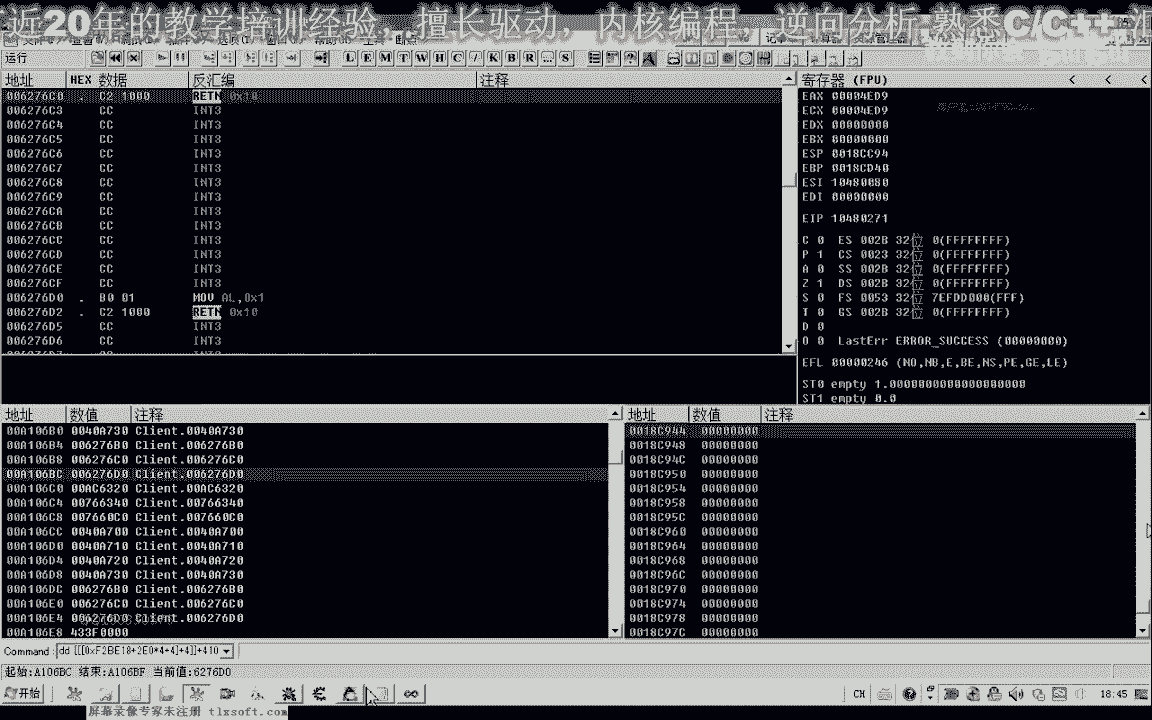 近20年的教学培训经验，擅长驱动，内核编程，逆向分析 熟悉C/C++ 汇
运行 L E M T W H C / K B R ... S
地址 HEX 数据 反汇编 注释
006276C0 . C2 1000 RETN 0x10
006276C3 CC INT3
006276C4 CC INT3
006276C5 CC INT3
006276C6 CC INT3
006276C7 CC INT3
006276C8 CC INT3
006276C9 CC INT3
006276CA CC INT3
006276CB CC INT3
006276CC CC INT3
006276CD CC INT3
006276CE CC INT3
006276CF CC INT3
006276D0 . B0 01 MOV AL,0x1
006276D2 . C2 1000 RETN 0x10
006276D5 CC INT3
006276D6 CC INT3
寄存器 (FPU) < < <
EAX 00004ED9
ECX 00004ED9
EDX 00000000
EBX 00000000
ESP 0018CC94
EBP 0018CD40
ESI 10480080
EDI 00000000
EIP 10480271
C 0 ES 002B 32位 0(FFFFFFFF)
P 1 CS 0023 32位 0(FFFFFFFF)
A 0 SS 002B 32位 0(FFFFFFFF)
Z 1 DS 002B 32位 0(FFFFFFFF)
S 0 FS 0053 32位 7EFDD000(FFF)
T 0 GS 002B 32位 0(FFFFFFFF)
D 0
O 0 LastErr ERROR_SUCCESS (00000000)
EFL 00000246 (NO,NB,E,BE,NS,PE,GE,LE)
ST0 empty 1.0000000000000000000
ST1 empty 0.0
地址 数值 注释
00A106B0 0040A730 Client.0040A730
00A106B4 006276B0 Client.006276B0
00A106B8 006276C0 Client.006276C0
00A106BC 006276D0 Client.006276D0
00A106C0 00AC6320 Client.00AC6320
00A106C4 00766340 Client.00766340
00A106C8 007660C0 Client.007660C0
00A106CC 0040A700 Client.0040A700
00A106D0 0040A710 Client.0040A710
00A106D4 0040A720 Client.0040A720
00A106D8 0040A730 Client.0040A730
00A106DC 006276B0 Client.006276B0
00A106E0 006276C0 Client.006276C0
00A106E4 006276D0 Client.006276D0
00A106E8 433F0000
地址 数值 注释
0018C944 00000000
0018C948 00000000
0018C94C 00000000
0018C950 00000000
0018C954 00000000
0018C958 00000000
0018C95C 00000000
0018C960 00000000
0018C964 00000000
0018C968 00000000
0018C96C 00000000
0018C970 00000000
0018C974 00000000
0018C978 00000000
0018C97C 00000000
Command : dd [[[0xF2BE18+2E0*4+4]+4]]+410
起始:A106BC 结束:A106BF 当前值:6276D0
开始 CH 18:45
屏幕录像专家未注册 tlxsoft.com